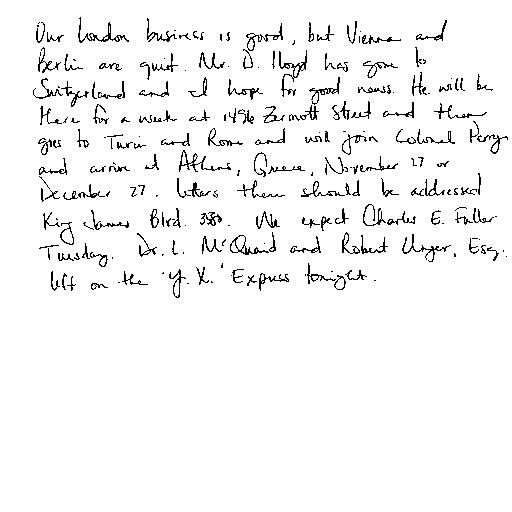 Our London business is good, but Vienna and
Berlin are quiet. Mr. D. Lloyd has gone to
Switzerland and I hope for good news. He will be
there for a week at 1496 Zermott Street and then
goes to Turin and Rome and will join Colonel Perry
and arrive at Athens, Greece, November 27 or
December 27. Letters there should be addressed
King James Blvd. 3580. We expect Charles E. Fuller
Tuesday. Dr. L. McQuaid and Robert Unger, Esq.
left on the 'Y. X.' Express tonight.